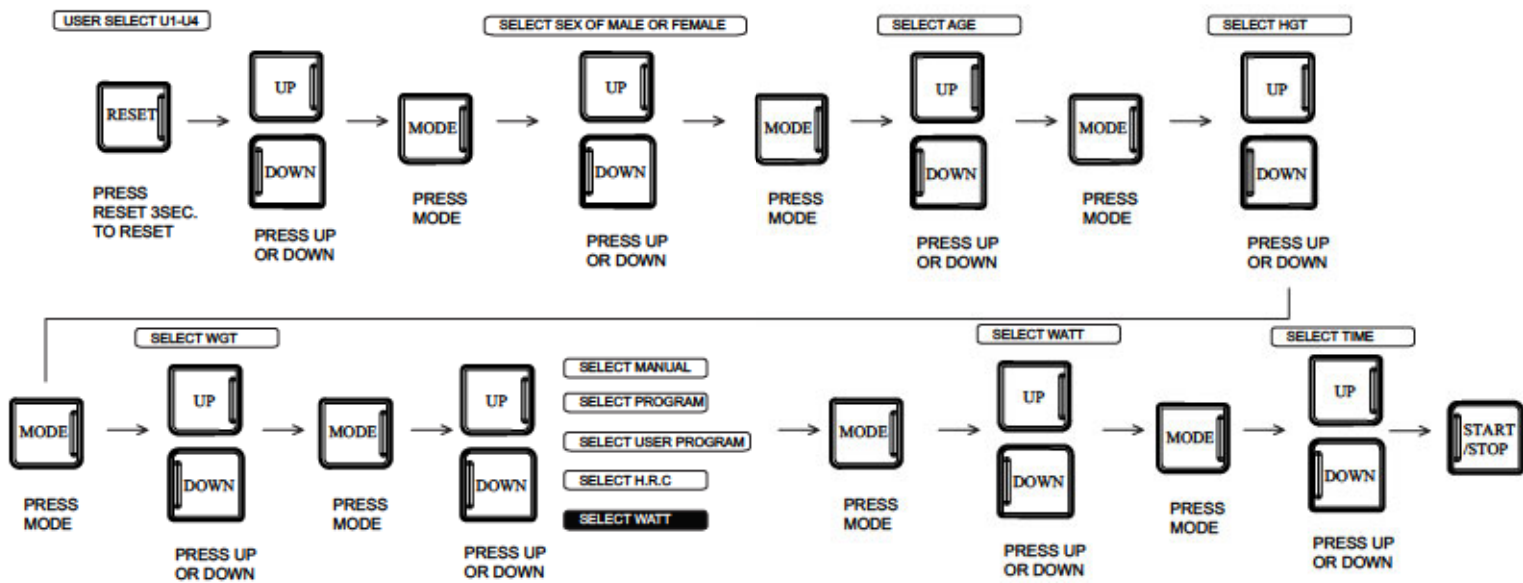 USER SELECT U1-U4
SELECT SEX OF MALE OR FEMALE
SELECT AGE
SELECT HGT
RESET
PRESS
RESET 3SEC.
TO RESET
UP
DOWN
PRESS UP
OR DOWN
MODE
PRESS
MODE
UP
DOWN
PRESS UP
OR DOWN
MODE
PRESS
MODE
UP
DOWN
PRESS UP
OR DOWN
MODE
PRESS
MODE
UP
DOWN
PRESS UP
OR DOWN
MODE
PRESS
MODE
SELECT WGT
UP
DOWN
PRESS UP
OR DOWN
MODE
PRESS
MODE
UP
DOWN
PRESS UP
OR DOWN
SELECT MANUAL
SELECT PROGRAM
SELECT USER PROGRAM
SELECT H.R.C
SELECT WATT
MODE
PRESS
MODE
SELECT WATT
UP
DOWN
PRESS UP
OR DOWN
MODE
PRESS
MODE
SELECT TIME
UP
DOWN
PRESS UP
OR DOWN
START
/STOP